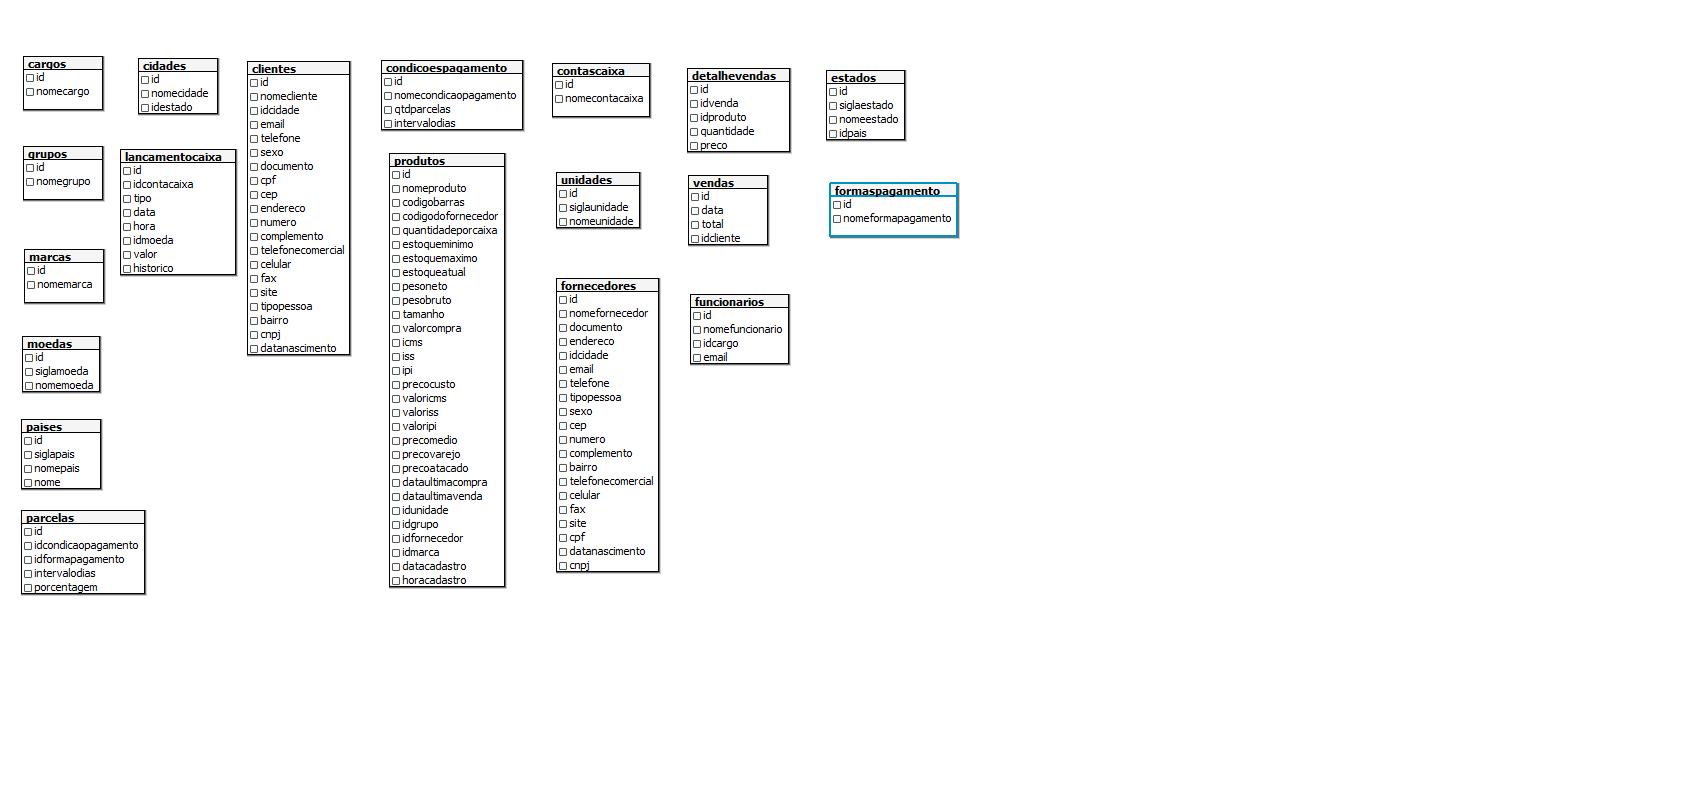 cargos
id
nomecargo
cidades
id
nomecidade
idestado
clientes
id
nomecliente
idcidade
email
telefone
sexo
documento
cpf
cep
endereco
numero
complemento
telefonecomercial
celular
fax
site
tipopessoa
bairro
cnpj
datanascimento
condicoespagamento
id
nomecondicaopagamento
qtdparcelas
intervalodias
contascaixa
id
nomecontacaixa
detalhevendas
id
idvenda
idproduto
quantidade
preco
estados
id
siglaestado
nomeestado
idpais
grupos
id
nomegrupo
lancamentocaixa
id
idcontacaixa
tipo
data
hora
idmoeda
valor
historico
produtos
id
nomeproduto
codigobarras
codigodofornecedor
quantidadeporcaixa
estoqueminimo
estoquemaximo
estoqueatual
pesoneto
pesobruto
tamanho
valorcompra
icms
iss
ipi
precocusto
valoricms
valoriss
valoripi
precomedio
precovarejo
precoatacado
dataultimacompra
dataultimavenda
idunidade
idgrupo
idfornecedor
idmarca
datacadastro
horacadastro
unidades
id
siglaunidade
nomeunidade
vendas
id
data
total
idcliente
formaspagamento
id
nomeformapagamento
marcas
id
nomemarca
fornecedores
id
nomefornecedor
documento
endereco
idcidade
email
telefone
tipopessoa
sexo
cep
numero
complemento
bairro
telefonecomercial
celular
fax
site
cpf
datanascimento
cnpj
funcionarios
id
nomefuncionario
idcargo
email
moedas
id
siglamoeda
nomemoeda
paises
id
siglapais
nomepais
nome
parcelas
id
idcondicaopagamento
idformapagamento
intervalodias
porcentagem